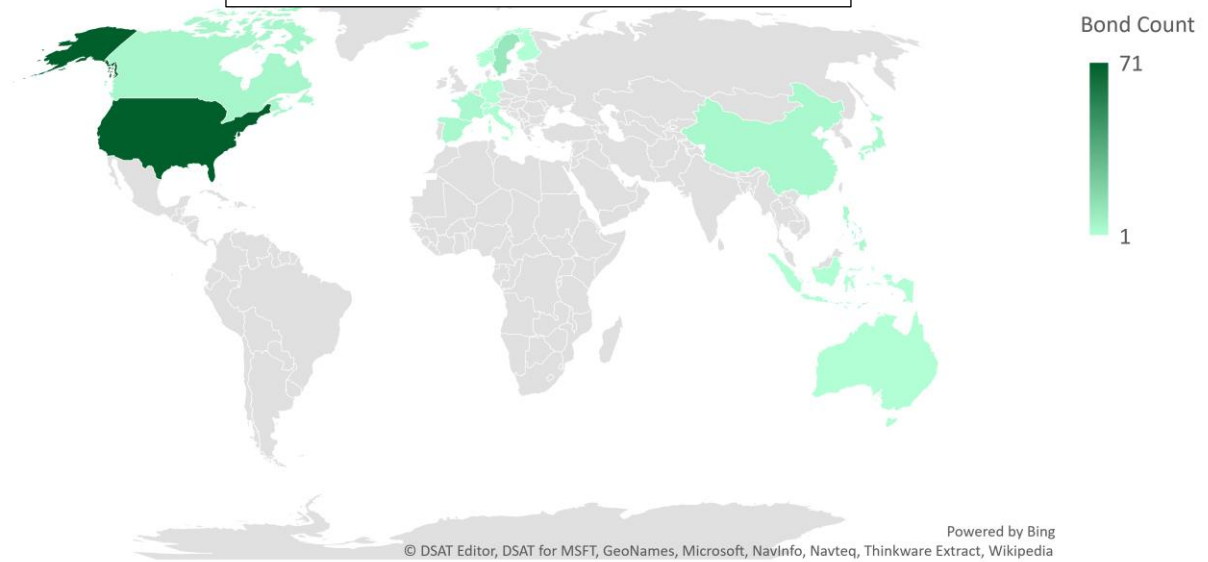 Bond Count
71
1
Powered by Bing
© DSAT Editor, DSAT for MSFT, GeoNames, Microsoft, NavInfo, Navteq, Thinkware Extract, Wikipedia